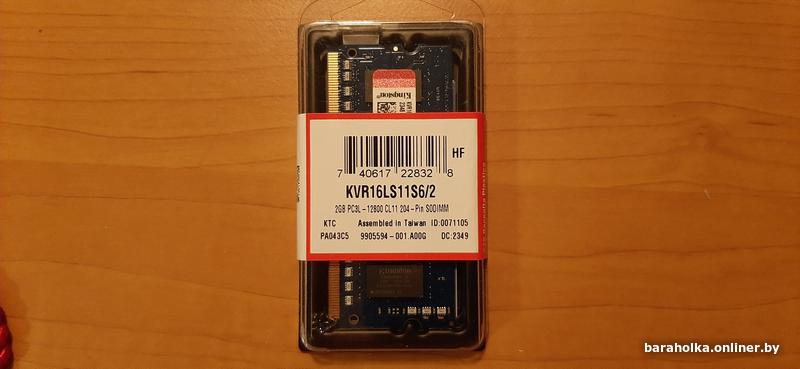 Kingston
HF
7 40617 22832 8
KVR16LS11S6/2
2GB PC3L-12800 CL11 204-Pin SODIMM
KTC Assembled in Taiwan ID:0071105
PA043C5 9905594-001.A00G DC:2349
Kingston
baraholka.onliner.by